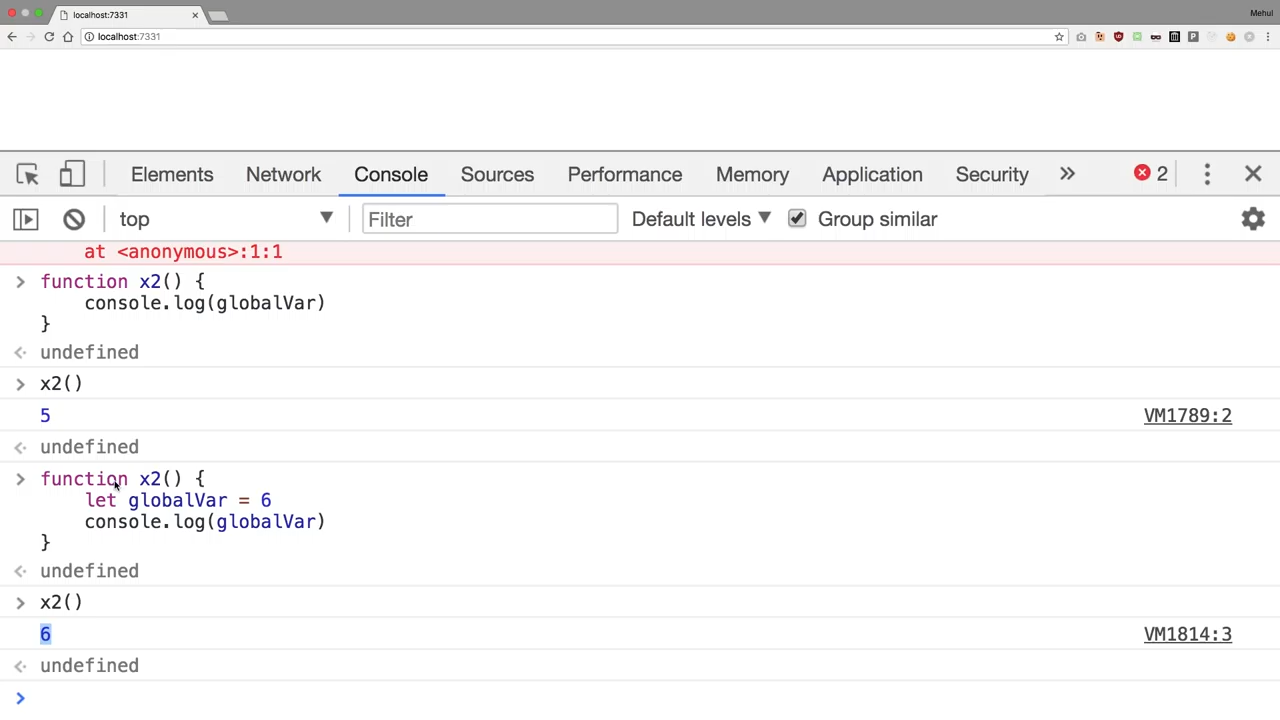 localhost:7331
Mehul
localhost:7331
Elements Network Console Sources Performance Memory Application Security 2
top Filter Default levels Group similar
at <anonymous>:1:1
> function x2() {
console.log(globalVar)
}
undefined
> x2()
5 VM1789:2
undefined
> function x2() {
let globalVar = 6
console.log(globalVar)
}
undefined
> x2()
6 VM1814:3
undefined
>